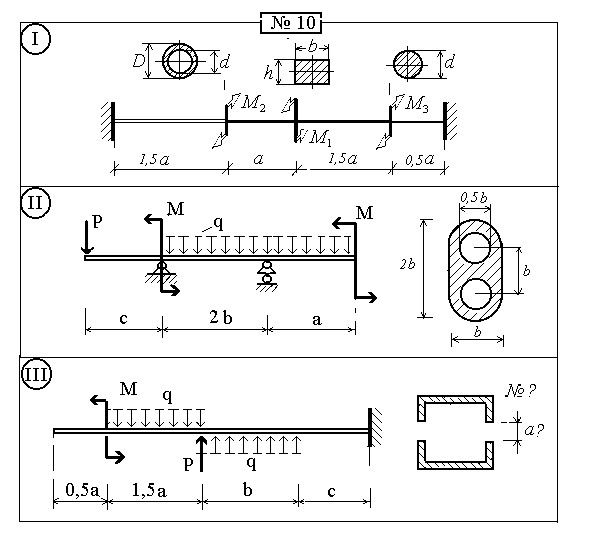 № 10
I
D d h b d
M₂ M₁ M₃
1,5a a 1,5a 0,5a
II
P M q M
c 2b a
0,5b 2b b b
III
M q P q
0,5a 1,5a b c
№ ?
a?